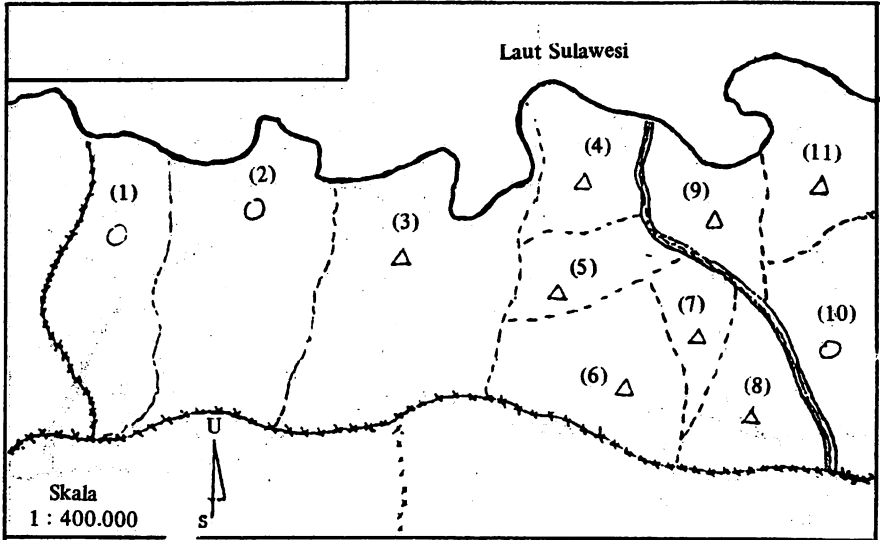 Laut Sulawesi
(1)
(2)
(3)
(4)
(5)
(6)
(7)
(8)
(9)
(10)
(11)
U
S
Skala
1 : 400.000